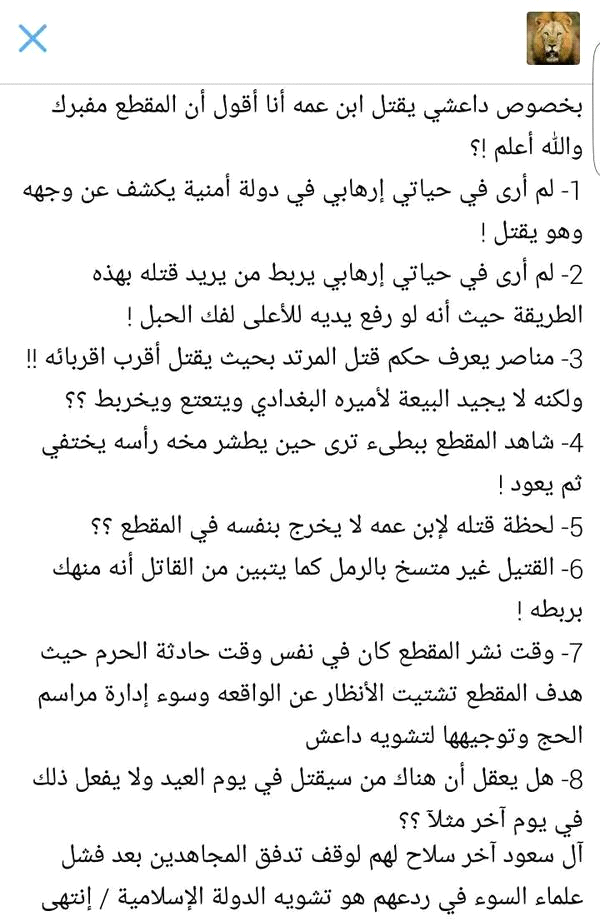 بخصوص داعشي يقتل ابن عمه أنا أقول أن المقطع مفبرك
والله أعلم !؟
1- لم أرى في حياتي إرهابي في دولة أمنية يكشف عن وجهه
وهو يقتل !
2- لم أرى في حياتي إرهابي يربط من يريد قتله بهذه
الطريقة حيث أنه لو رفع يديه للأعلى لفك الحبل !
3- مناصر يعرف حكم قتل المرتد بحيث يقتل أقرب اقربائه !!
ولكنه لا يجيد البيعة لأميره البغدادي ويتعتع ويخربط ؟؟
4- شاهد المقطع ببطىء ترى حين يطشر مخه رأسه يختفي
ثم يعود !
5- لحظة قتله لإبن عمه لا يخرج بنفسه في المقطع ؟؟
6- القتيل غير متسخ بالرمل كما يتبين من القاتل أنه منهك
بربطه !
7- وقت نشر المقطع كان في نفس وقت حادثة الحرم حيث
هدف المقطع تشتيت الأنظار عن الواقعه وسوء إدارة مراسم
الحج وتوجيهها لتشويه داعش
8- هل يعقل أن هناك من سيقتل في يوم العيد ولا يفعل ذلك
في يوم آخر مثلآ ؟؟
آل سعود آخر سلاح لهم لوقف تدفق المجاهدين بعد فشل
علماء السوء في ردعهم هو تشويه الدولة الإسلامية / إنتهى